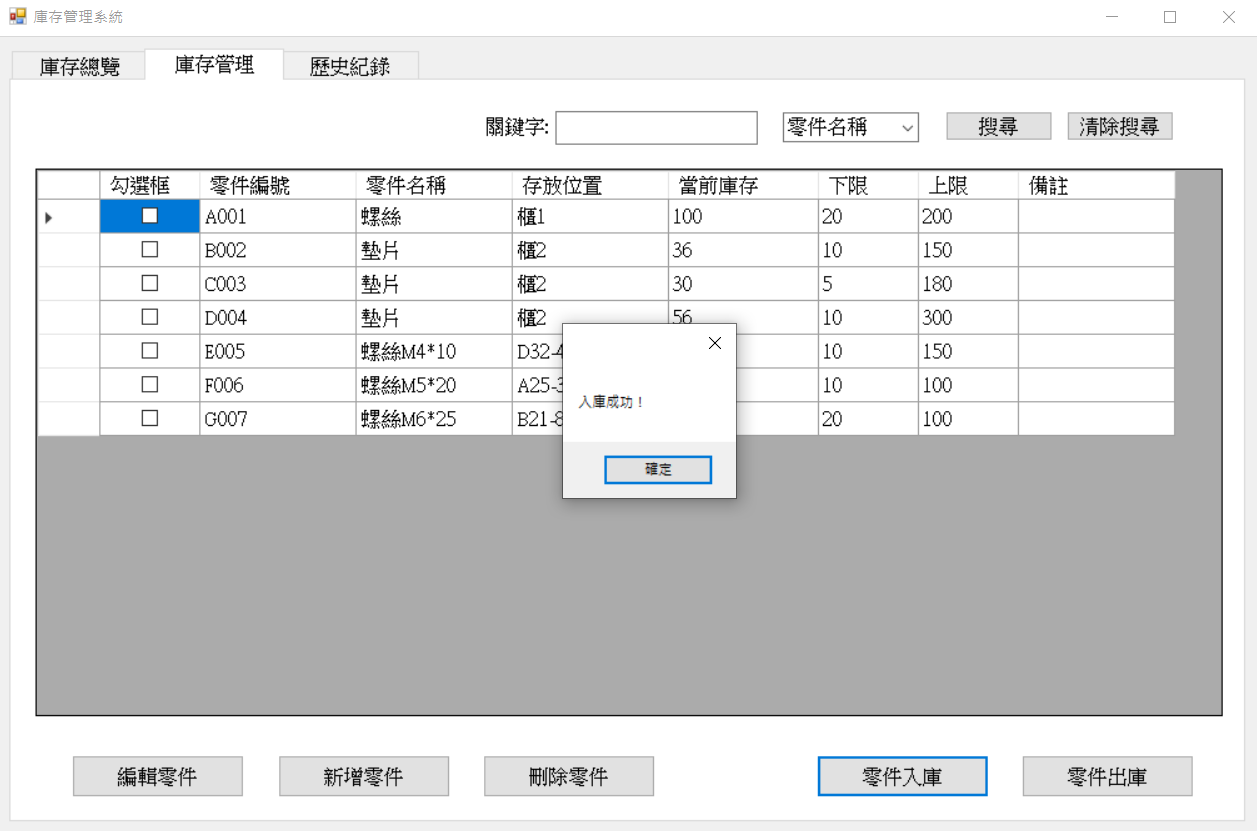 庫存管理系統
庫存總覽 庫存管理 歷史紀錄
關鍵字: 零件名稱 搜尋 清除搜尋
勾選框 零件編號 零件名稱 存放位置 當前庫存 下限 上限 備註
A001 螺絲 櫃1 100 20 200
B002 墊片 櫃2 36 10 150
C003 墊片 櫃2 30 5 180
D004 墊片 櫃2 56 10 300
E005 螺絲M4*10 D32-4 10 150
F006 螺絲M5*20 A25-3 10 100
G007 螺絲M6*25 B21-8 20 100
入庫成功！
確定
編輯零件 新增零件 刪除零件 零件入庫 零件出庫